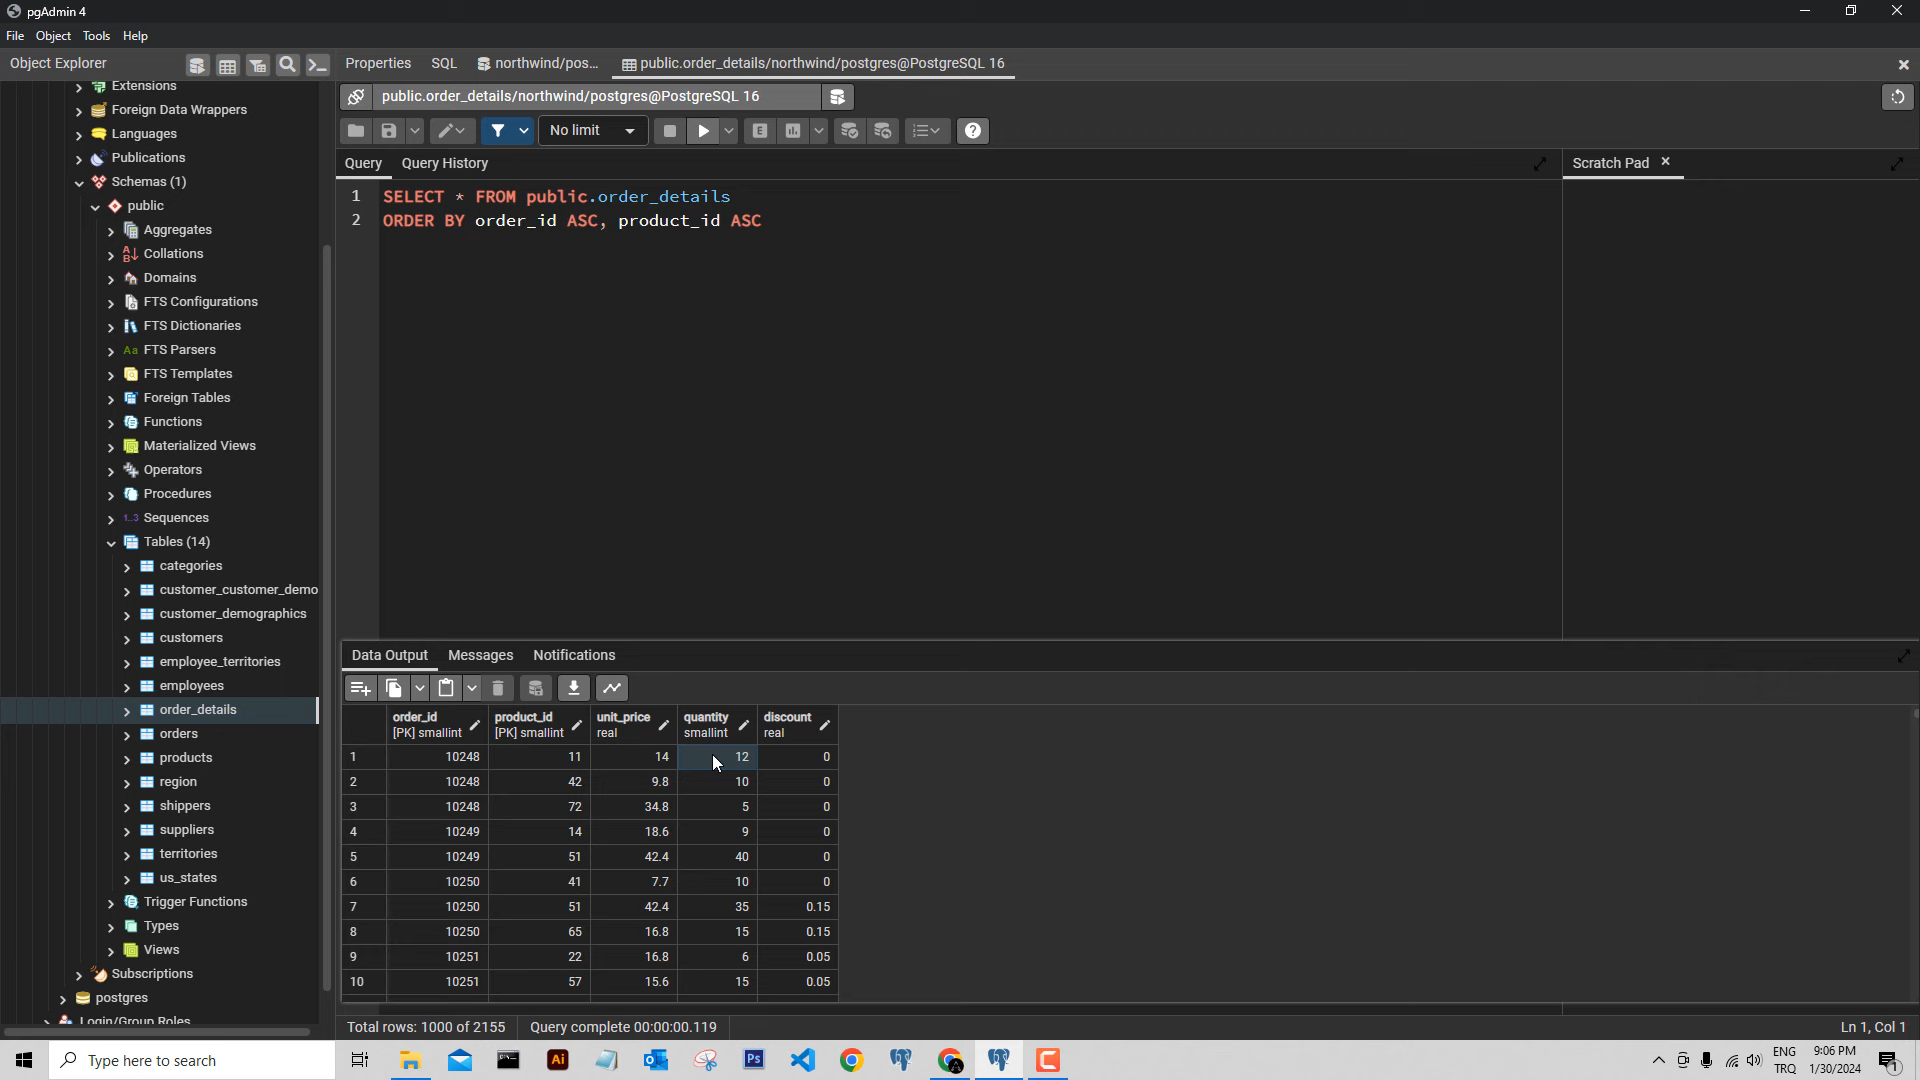 pgAdmin 4
File Object Tools Help
Object Explorer
Properties SQL northwind/pos... public.order_details/northwind/postgres@PostgreSQL 16
public.order_details/northwind/postgres@PostgreSQL 16
No limit
E
Query Query History
Scratch Pad
1 SELECT * FROM public.order_details
2 ORDER BY order_id ASC, product_id ASC
Extensions
Foreign Data Wrappers
Languages
Publications
Schemas (1)
public
Aggregates
Collations
Domains
FTS Configurations
FTS Dictionaries
Aa FTS Parsers
FTS Templates
Foreign Tables
Functions
Materialized Views
Operators
Procedures
1..3 Sequences
Tables (14)
categories
customer_customer_demo
customer_demographics
customers
employee_territories
employees
order_details
orders
products
region
shippers
suppliers
territories
us_states
Trigger Functions
Types
Views
Subscriptions
postgres
Login/Group Roles
Data Output Messages Notifications
order_id product_id unit_price quantity discount
[PK] smallint [PK] smallint real smallint real
1 10248 11 14 12 0
2 10248 42 9.8 10 0
3 10248 72 34.8 5 0
4 10249 14 18.6 9 0
5 10249 51 42.4 40 0
6 10250 41 7.7 10 0
7 10250 51 42.4 35 0.15
8 10250 65 16.8 15 0.15
9 10251 22 16.8 6 0.05
10 10251 57 15.6 15 0.05
Total rows: 1000 of 2155 Query complete 00:00:00.119
Ln 1, Col 1
Type here to search
Ai
Ps
ENG
TRQ
9:06 PM
1/30/2024
1